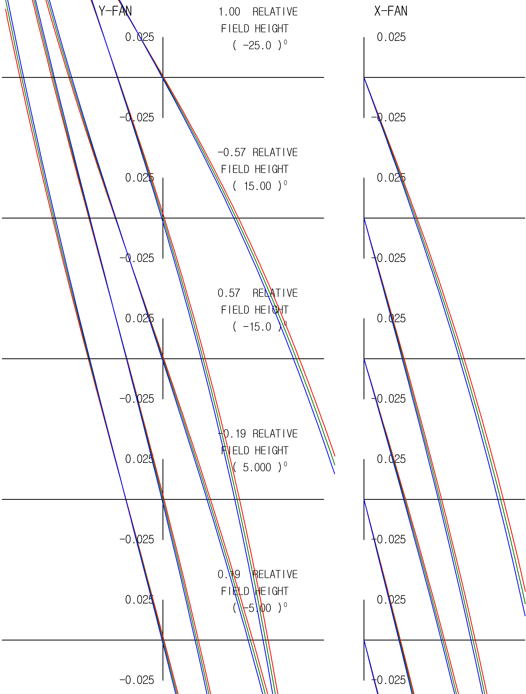 Y-FAN
X-FAN
1.00 RELATIVE
FIELD HEIGHT
( -25.0 )°
0.025
0.025
-0.025
-0.025
-0.57 RELATIVE
FIELD HEIGHT
( 15.00 )°
0.025
0.025
-0.025
-0.025
0.57 RELATIVE
FIELD HEIGHT
( -15.0 )°
0.025
0.025
-0.025
-0.025
-0.19 RELATIVE
FIELD HEIGHT
( 5.000 )°
0.025
0.025
-0.025
-0.025
0.19 RELATIVE
FIELD HEIGHT
( -5.00 )°
0.025
0.025
-0.025
-0.025